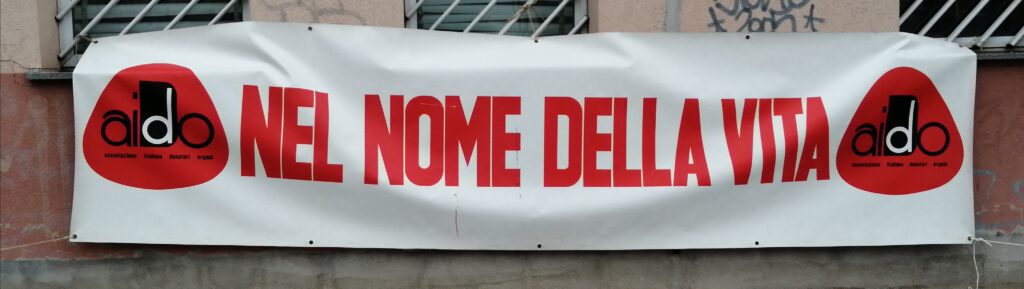 aido
associazione italiana donatori organi
NEL NOME DELLA VITA
aido
associazione italiana donatori organi